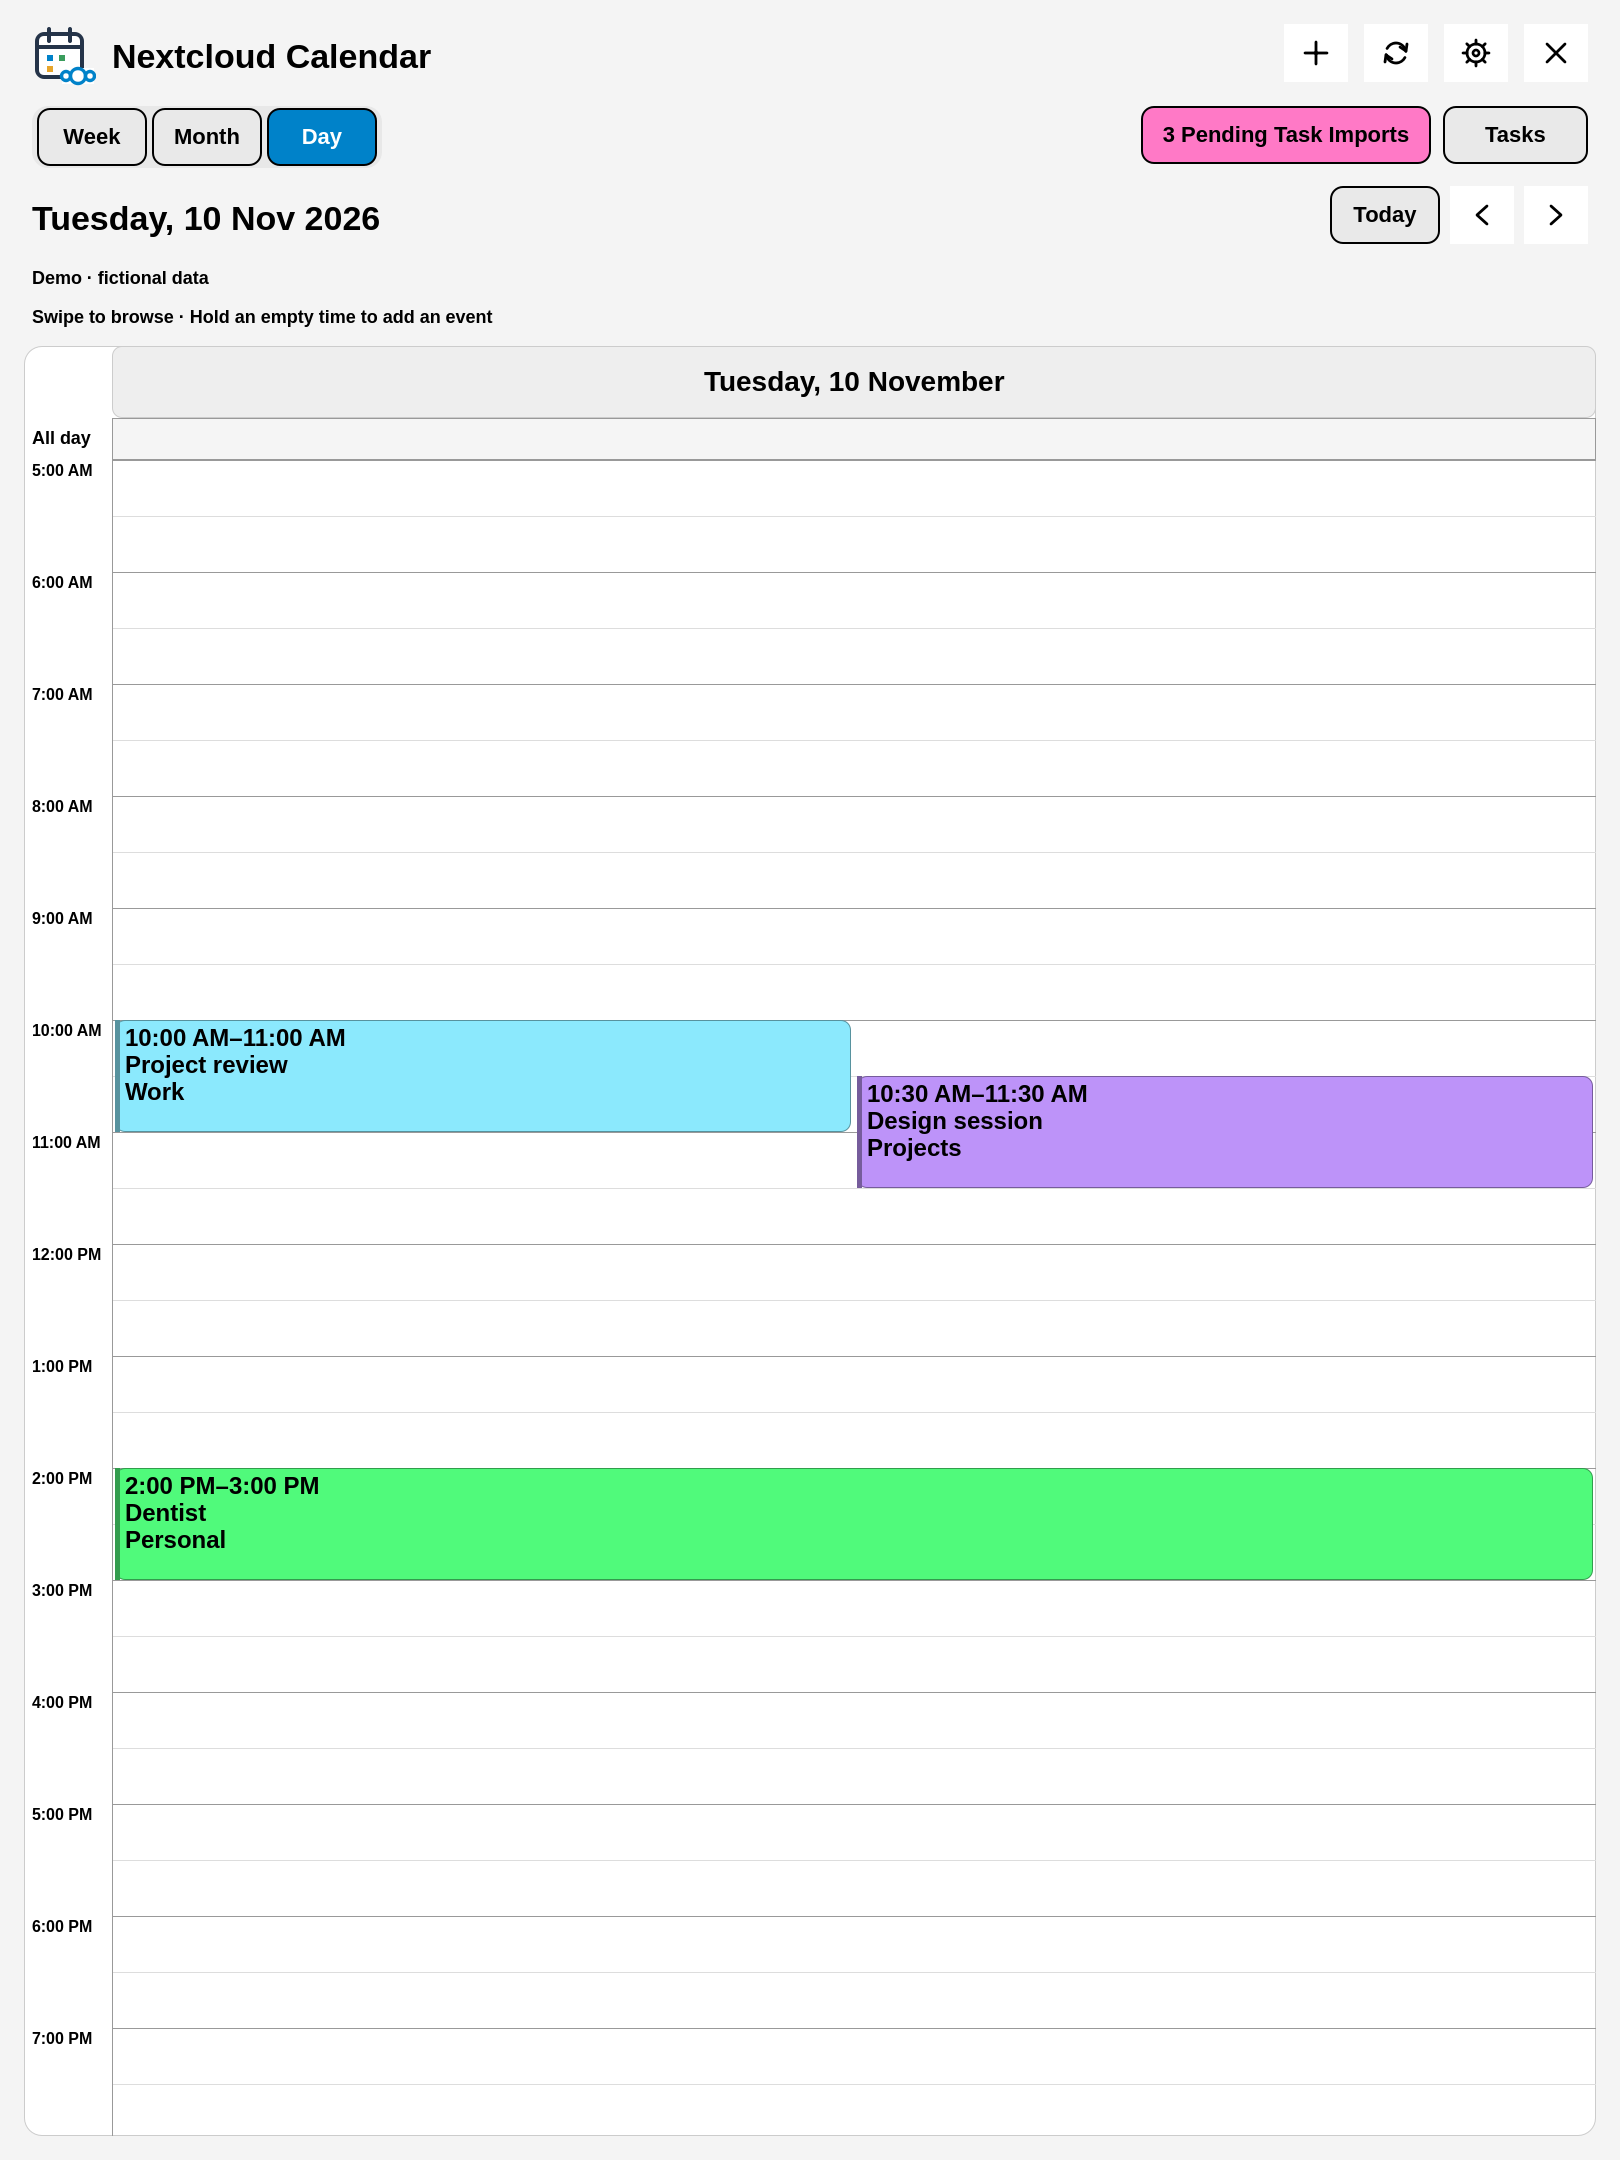 Nextcloud Calendar
Week
Month
Day
3 Pending Task Imports
Tasks
Tuesday, 10 Nov 2026
Today
Demo · fictional data
Swipe to browse · Hold an empty time to add an event
Tuesday, 10 November
All day
5:00 AM
6:00 AM
7:00 AM
8:00 AM
9:00 AM
10:00 AM
10:00 AM–11:00 AM
Project review
Work
10:30 AM–11:30 AM
Design session
Projects
11:00 AM
12:00 PM
1:00 PM
2:00 PM
2:00 PM–3:00 PM
Dentist
Personal
3:00 PM
4:00 PM
5:00 PM
6:00 PM
7:00 PM